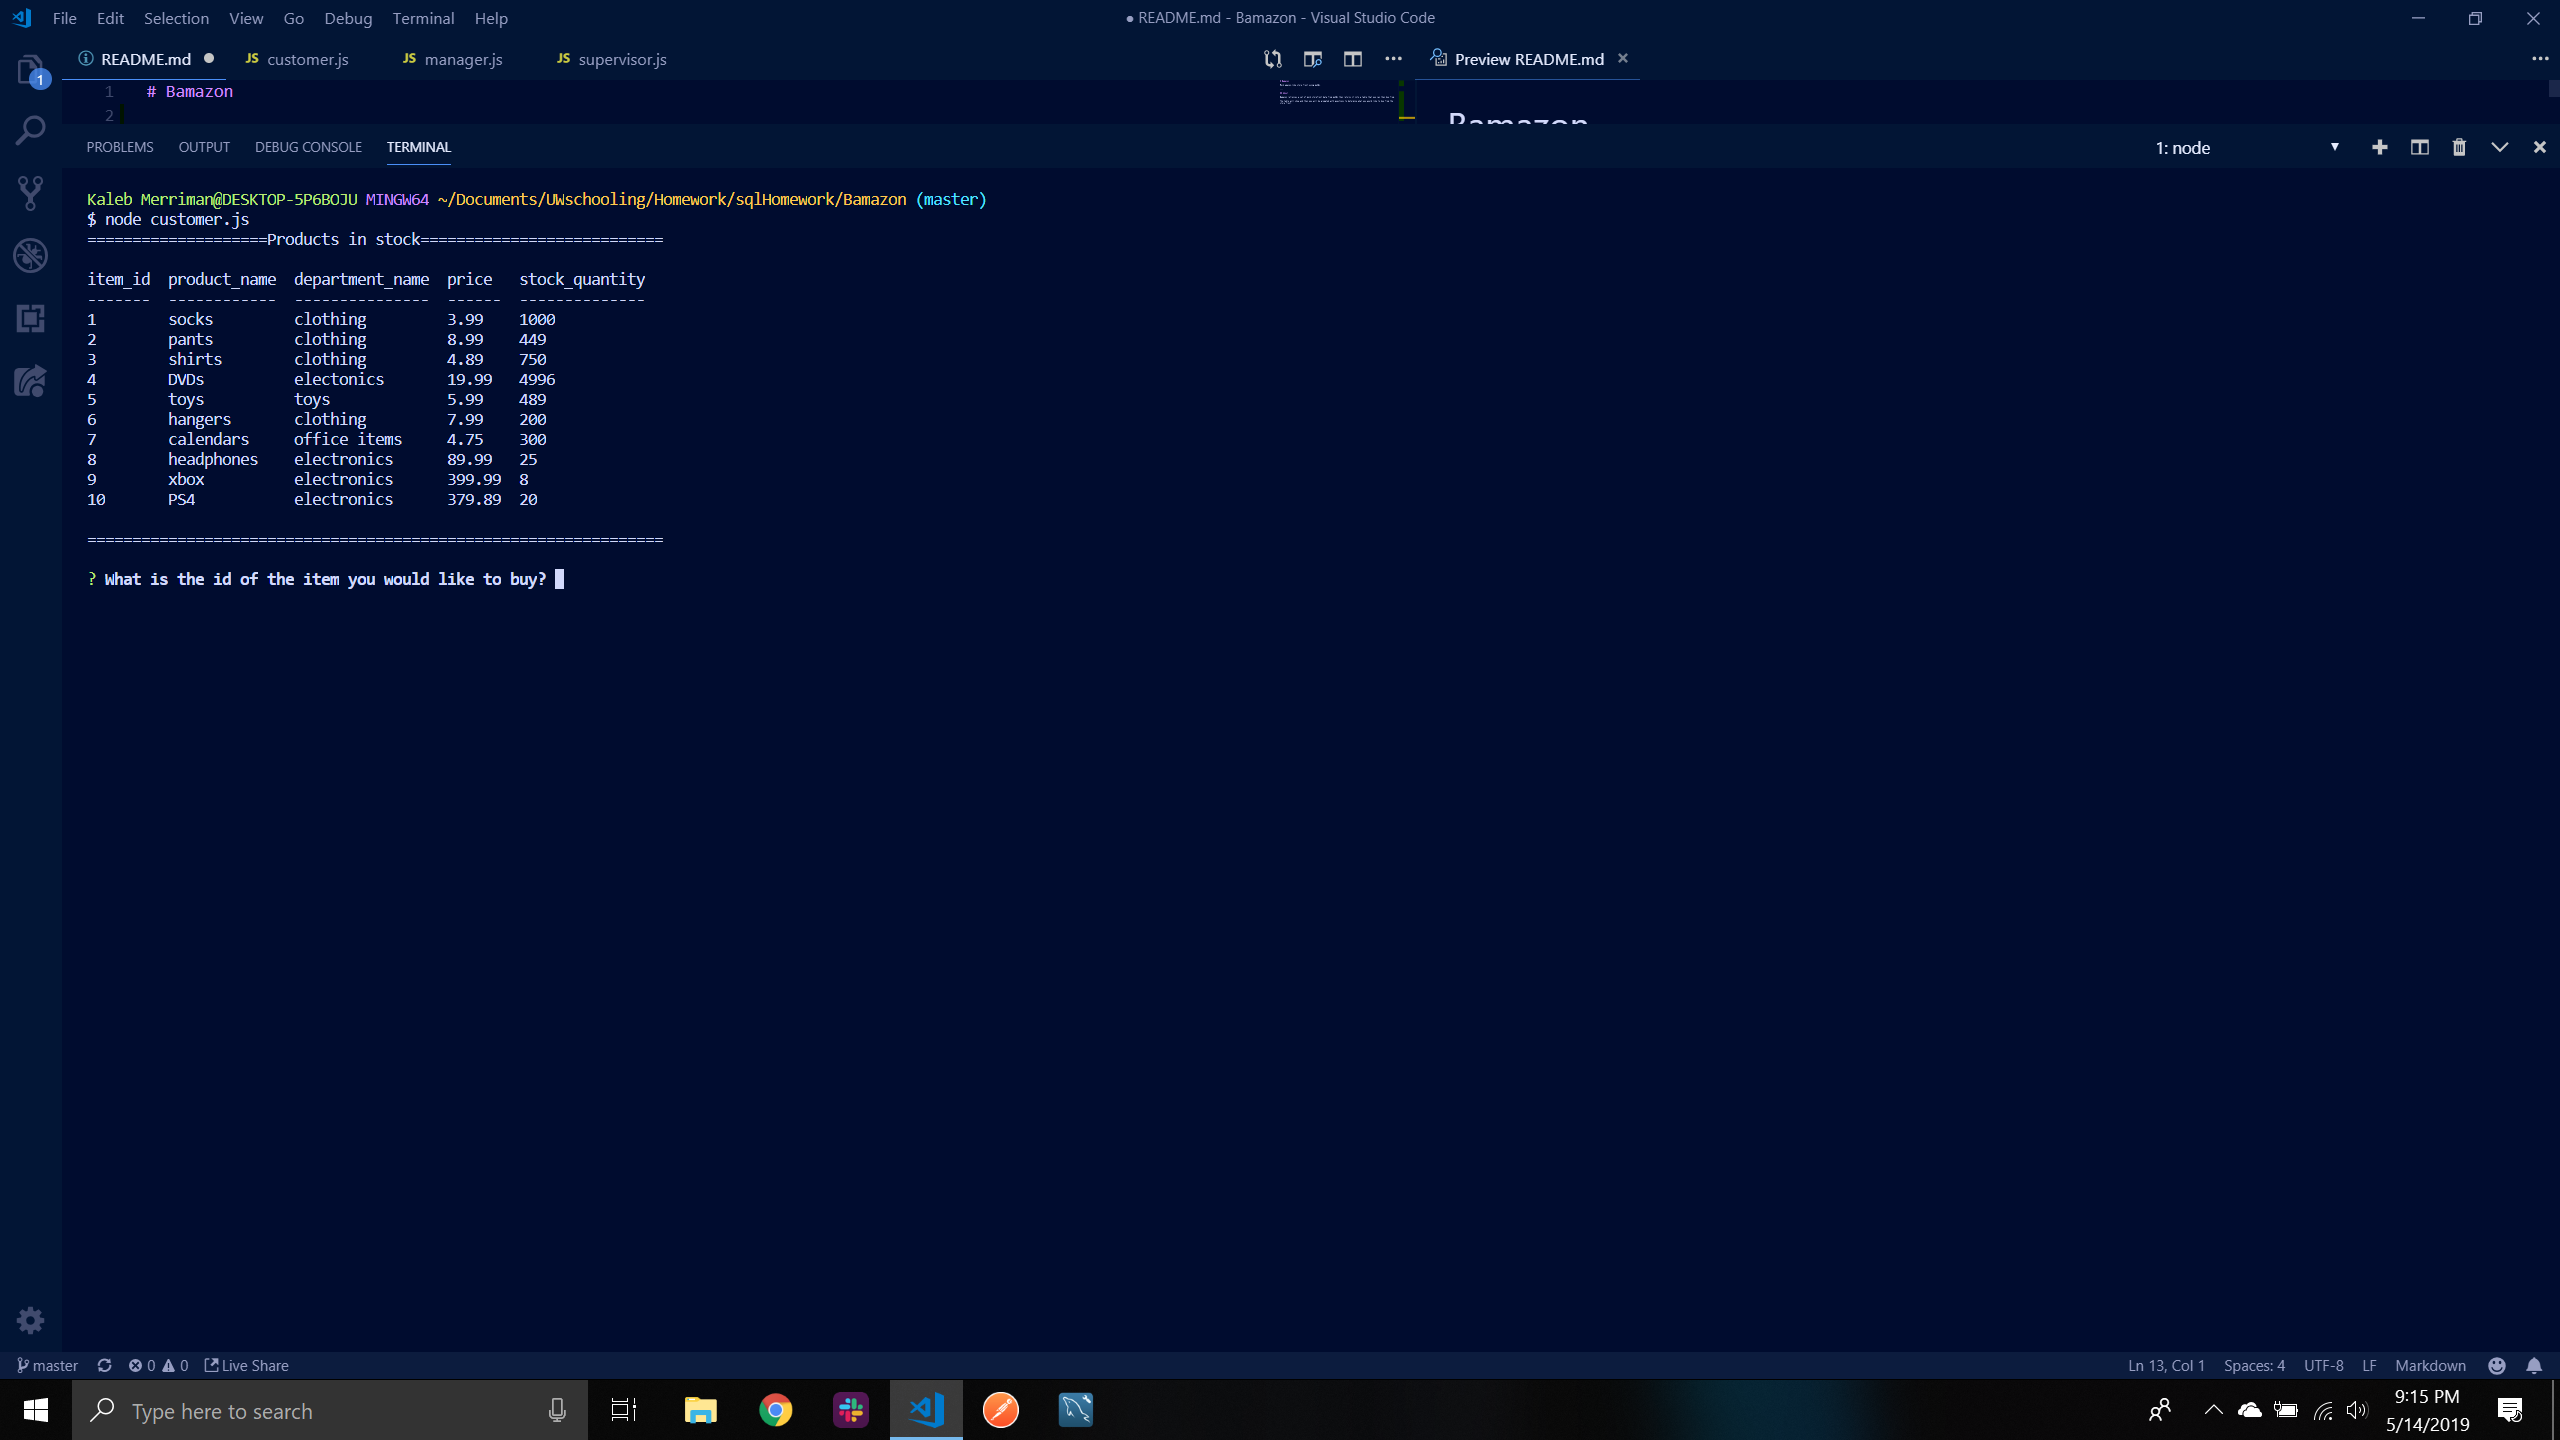 File Edit Selection View Go Debug Terminal Help
● README.md - Bamazon - Visual Studio Code
README.md ● JS customer.js JS manager.js JS supervisor.js
Preview README.md
1
1 # Bamazon
2
Bamazon
PROBLEMS OUTPUT DEBUG CONSOLE TERMINAL
1: node
Kaleb Merriman@DESKTOP-5P6BOJU MINGW64 ~/Documents/UWschooling/Homework/sqlHomework/Bamazon (master)
$ node customer.js
====================Products in stock===========================
item_id  product_name  department_name  price   stock_quantity
-------  ------------  ---------------  ------  --------------
1        socks         clothing         3.99    1000
2        pants         clothing         8.99    449
3        shirts        clothing         4.89    750
4        DVDs          electonics       19.99   4996
5        toys          toys             5.99    489
6        hangers       clothing         7.99    200
7        calendars     office items     4.75    300
8        headphones    electronics      89.99   25
9        xbox          electronics      399.99  8
10       PS4           electronics      379.89  20
================================================================
? What is the id of the item you would like to buy?
master 0 0 Live Share
Ln 13, Col 1 Spaces: 4 UTF-8 LF Markdown
Type here to search
9:15 PM
5/14/2019